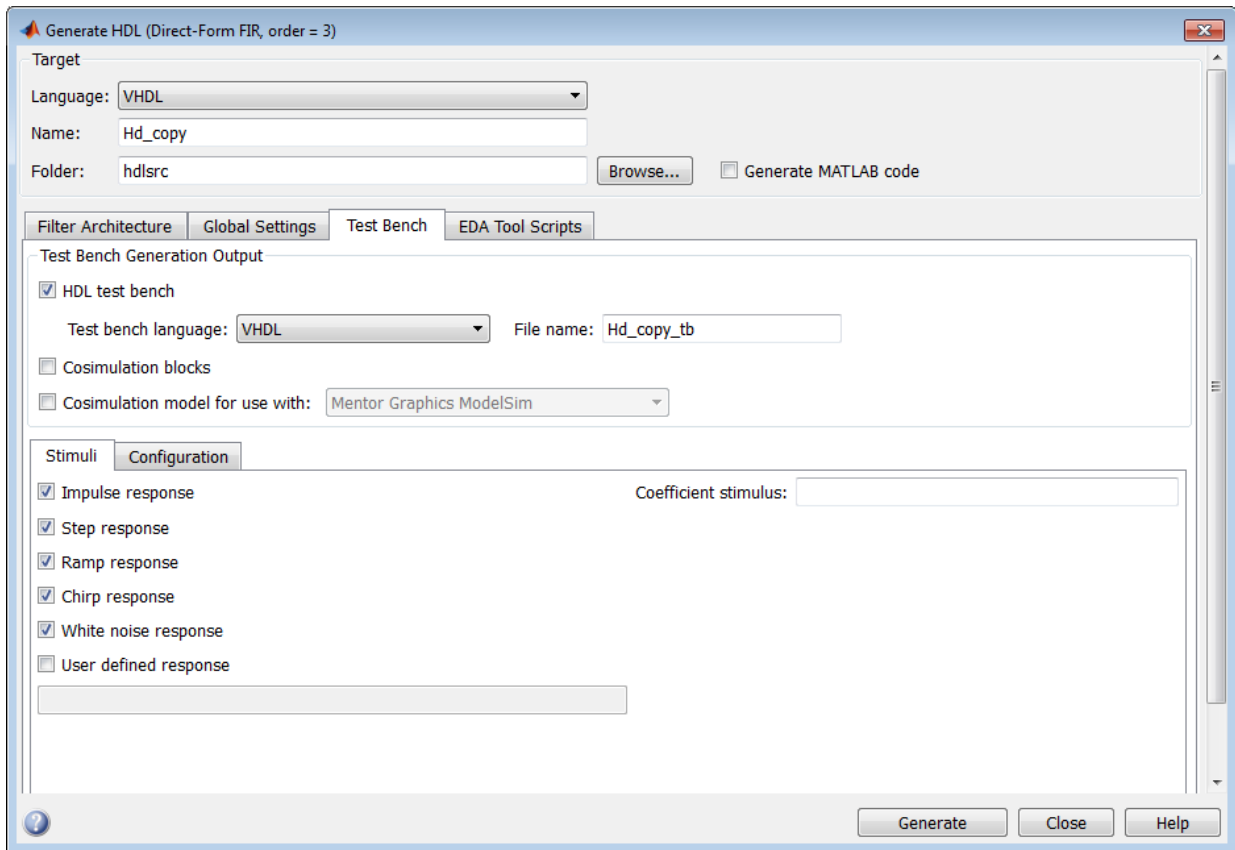 Generate HDL (Direct-Form FIR, order = 3)
Target
Language: VHDL
Name: Hd_copy
Folder: hdlsrc Browse... Generate MATLAB code
Filter Architecture Global Settings Test Bench EDA Tool Scripts
Test Bench Generation Output
HDL test bench
Test bench language: VHDL File name: Hd_copy_tb
Cosimulation blocks
Cosimulation model for use with: Mentor Graphics ModelSim
Stimuli Configuration
Impulse response Coefficient stimulus:
Step response
Ramp response
Chirp response
White noise response
User defined response
? Generate Close Help